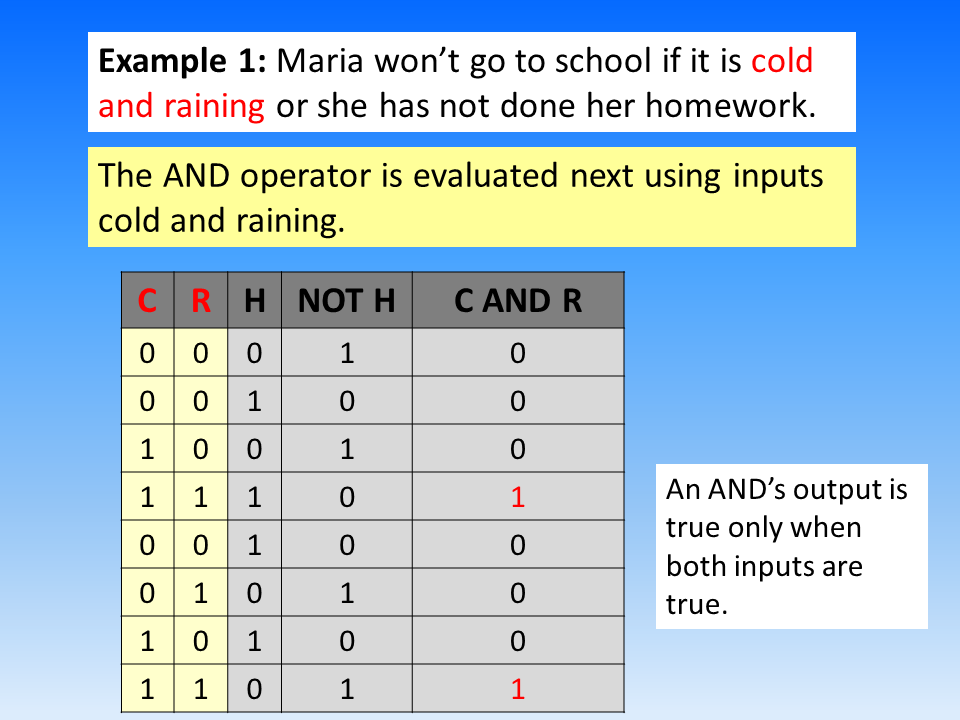 Example 1: Maria won’t go to school if it is cold
and raining or she has not done her homework.
The AND operator is evaluated next using inputs
cold and raining.
C R H NOT H C AND R
0 0 0 1 0
0 0 1 0 0
1 0 0 1 0
1 1 1 0 1
0 0 1 0 0
0 1 0 1 0
1 0 1 0 0
1 1 0 1 1
An AND’s output is
true only when
both inputs are
true.